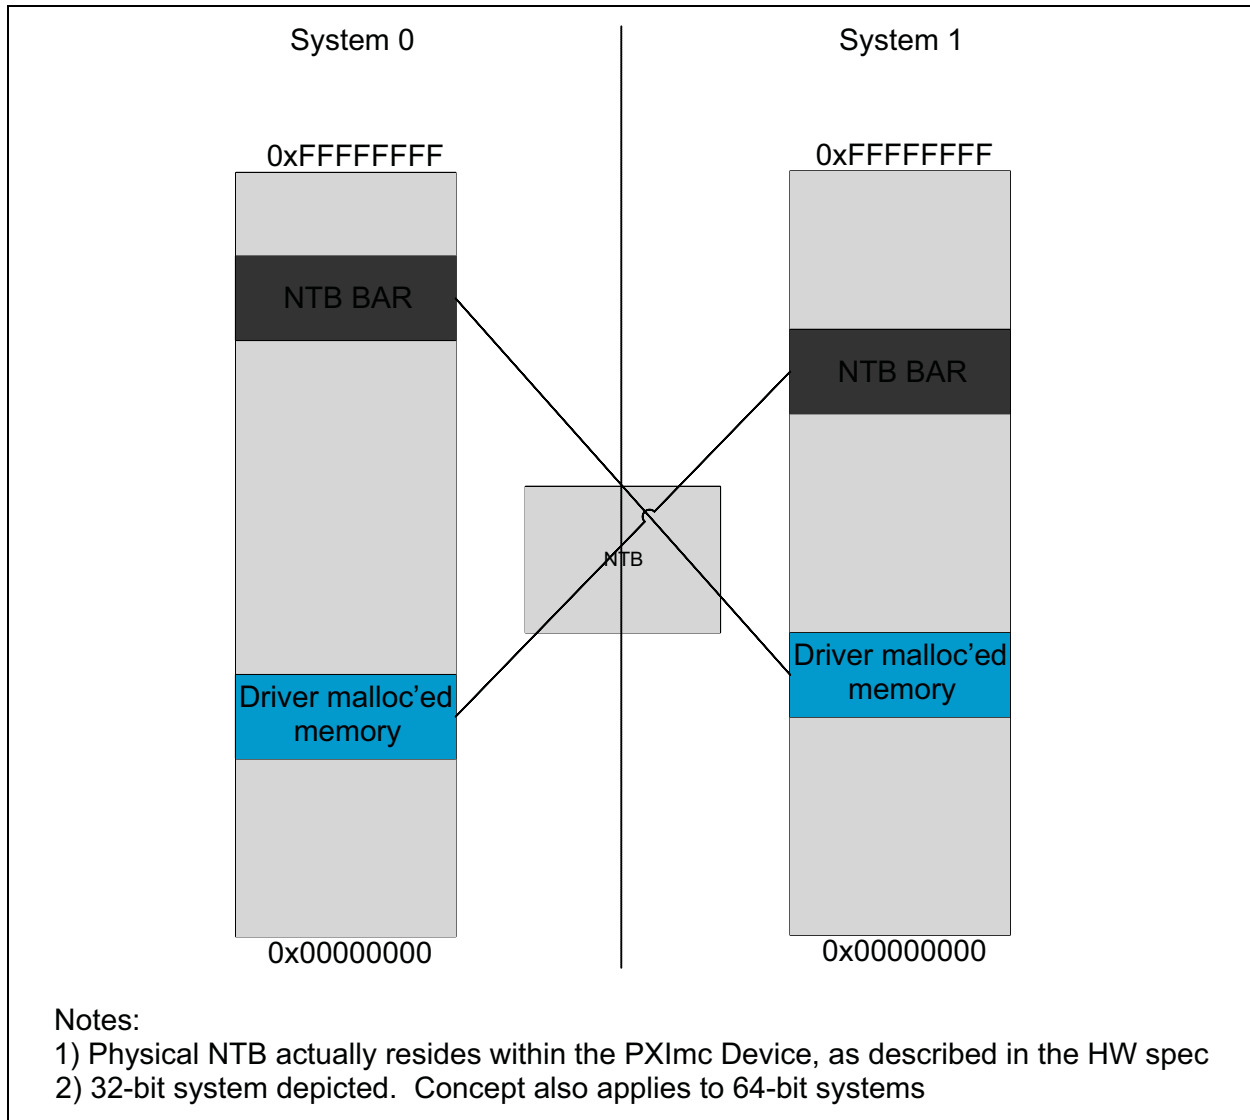 System 0
System 1
0xFFFFFFFF
0xFFFFFFFF
NTB BAR
NTB BAR
NTB
Driver malloc'ed
memory
Driver malloc'ed
memory
0x00000000
0x00000000
Notes:
1) Physical NTB actually resides within the PXImc Device, as described in the HW spec
2) 32-bit system depicted.  Concept also applies to 64-bit systems